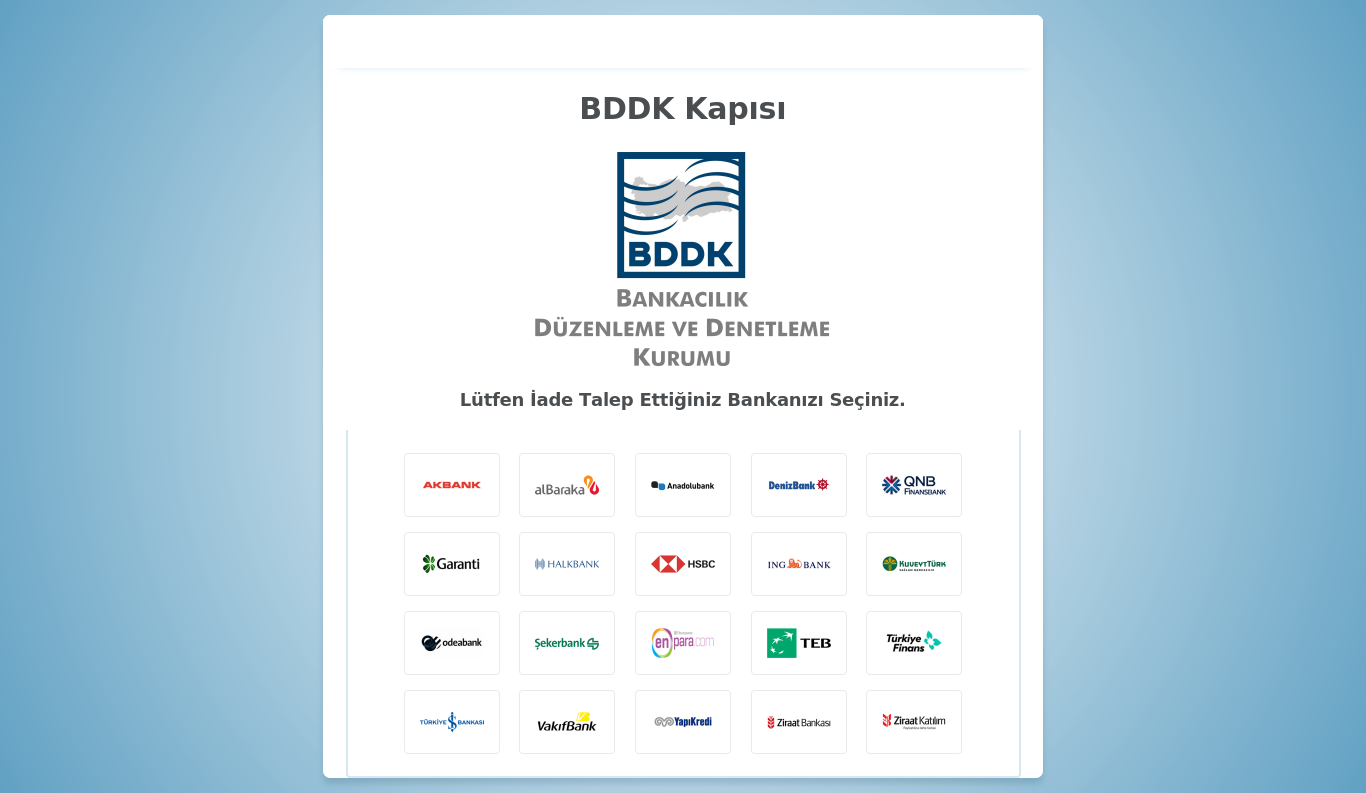 BDDK Kapısı
BDDK
BANKACILIK
DÜZENLEME VE DENETLEME
KURUMU
Lütfen İade Talep Ettiğiniz Bankanızı Seçiniz.
AKBANK
alBaraka
Anadolubank
DenizBank
QNB
FINANSBANK
Garanti
HALKBANK
HSBC
ING BANK
KUVEYTTÜRK
odeabank
Şekerbank
enpara.com
TEB
Türkiye
Finans
TÜRKİYE İŞ BANKASI
VakıfBank
YapıKredi
Ziraat Bankası
Ziraat Katılım